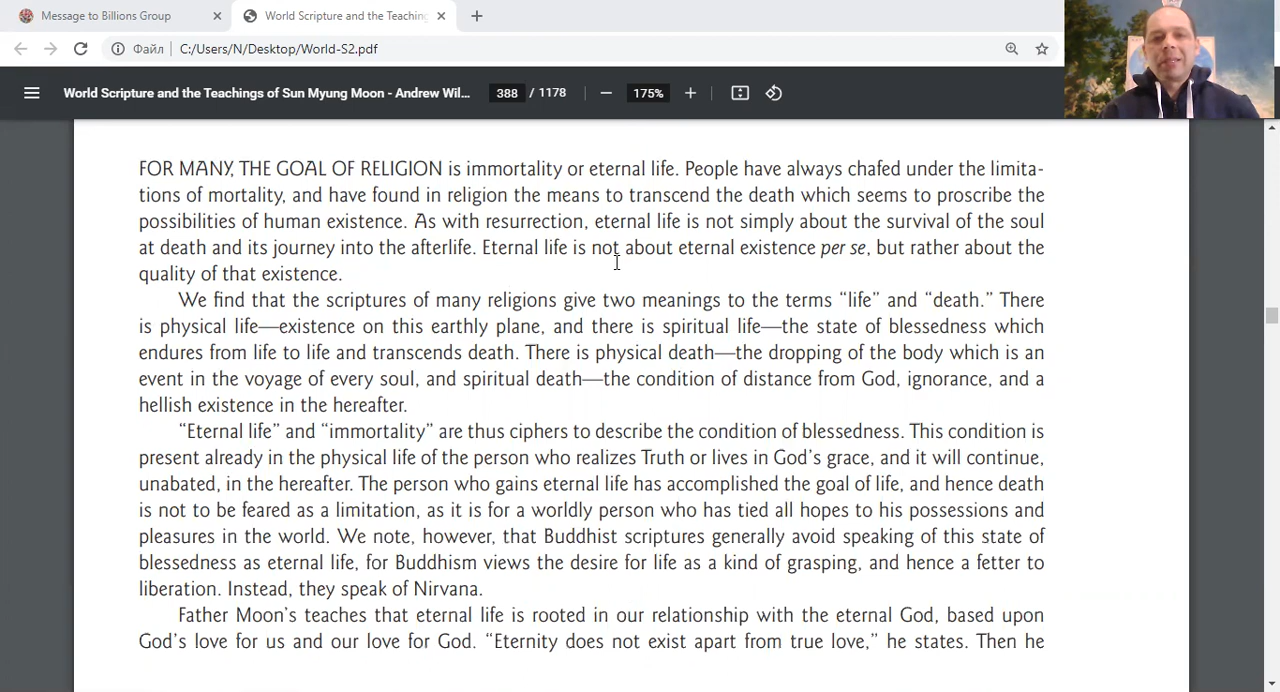 Message to Billions Group
World Scripture and the Teaching
Файл
C:/Users/N/Desktop/World-S2.pdf
World Scripture and the Teachings of Sun Myung Moon - Andrew Wil...
388 / 1178
175%
FOR MANY, THE GOAL OF RELIGION is immortality or eternal life. People have always chafed under the limita-
tions of mortality, and have found in religion the means to transcend the death which seems to proscribe the
possibilities of human existence. As with resurrection, eternal life is not simply about the survival of the soul
at death and its journey into the afterlife. Eternal life is not about eternal existence per se, but rather about the
quality of that existence.
We find that the scriptures of many religions give two meanings to the terms “life” and “death.” There
is physical life—existence on this earthly plane, and there is spiritual life—the state of blessedness which
endures from life to life and transcends death. There is physical death—the dropping of the body which is an
event in the voyage of every soul, and spiritual death—the condition of distance from God, ignorance, and a
hellish existence in the hereafter.
“Eternal life” and “immortality” are thus ciphers to describe the condition of blessedness. This condition is
present already in the physical life of the person who realizes Truth or lives in God’s grace, and it will continue,
unabated, in the hereafter. The person who gains eternal life has accomplished the goal of life, and hence death
is not to be feared as a limitation, as it is for a worldly person who has tied all hopes to his possessions and
pleasures in the world. We note, however, that Buddhist scriptures generally avoid speaking of this state of
blessedness as eternal life, for Buddhism views the desire for life as a kind of grasping, and hence a fetter to
liberation. Instead, they speak of Nirvana.
Father Moon’s teaches that eternal life is rooted in our relationship with the eternal God, based upon
God’s love for us and our love for God. “Eternity does not exist apart from true love,” he states. Then he